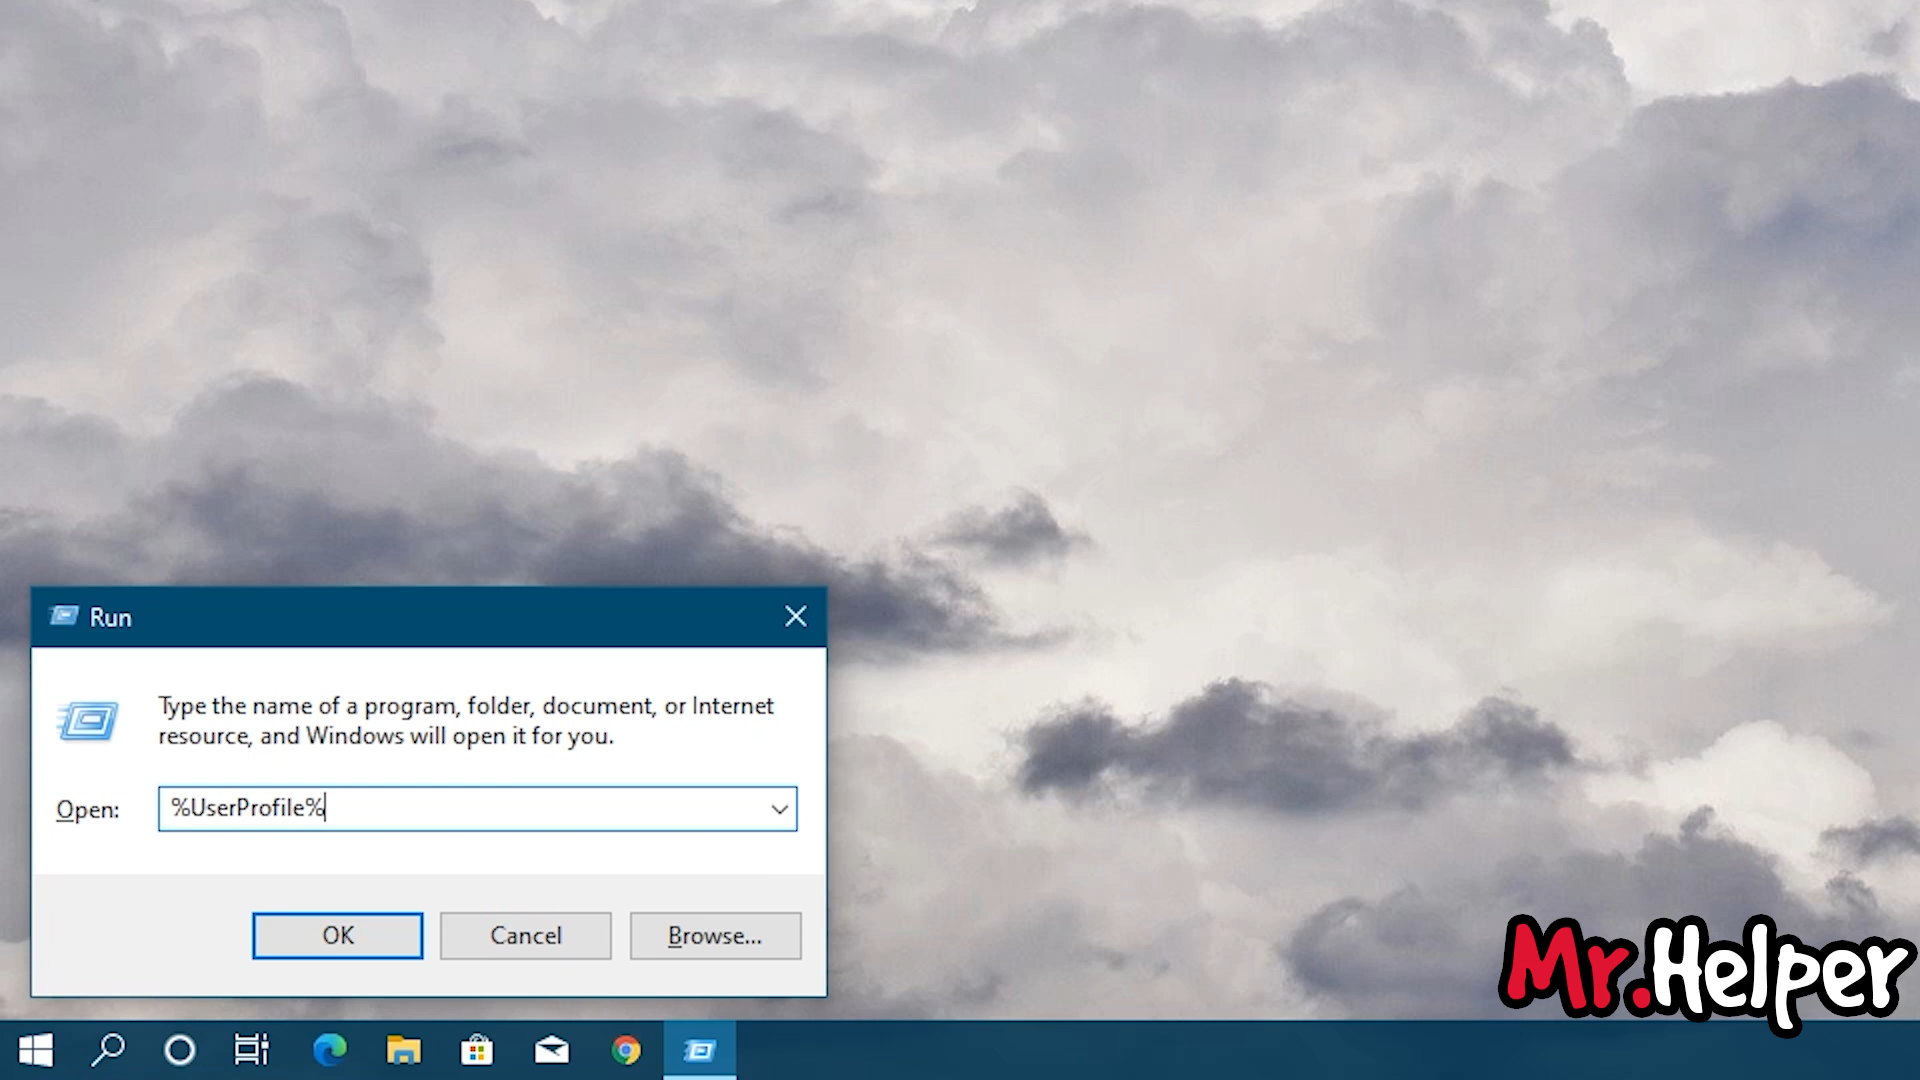 Run
Type the name of a program, folder, document, or Internet
resource, and Windows will open it for you.
Open: %UserProfile%
OK Cancel Browse...
Mr.Helper